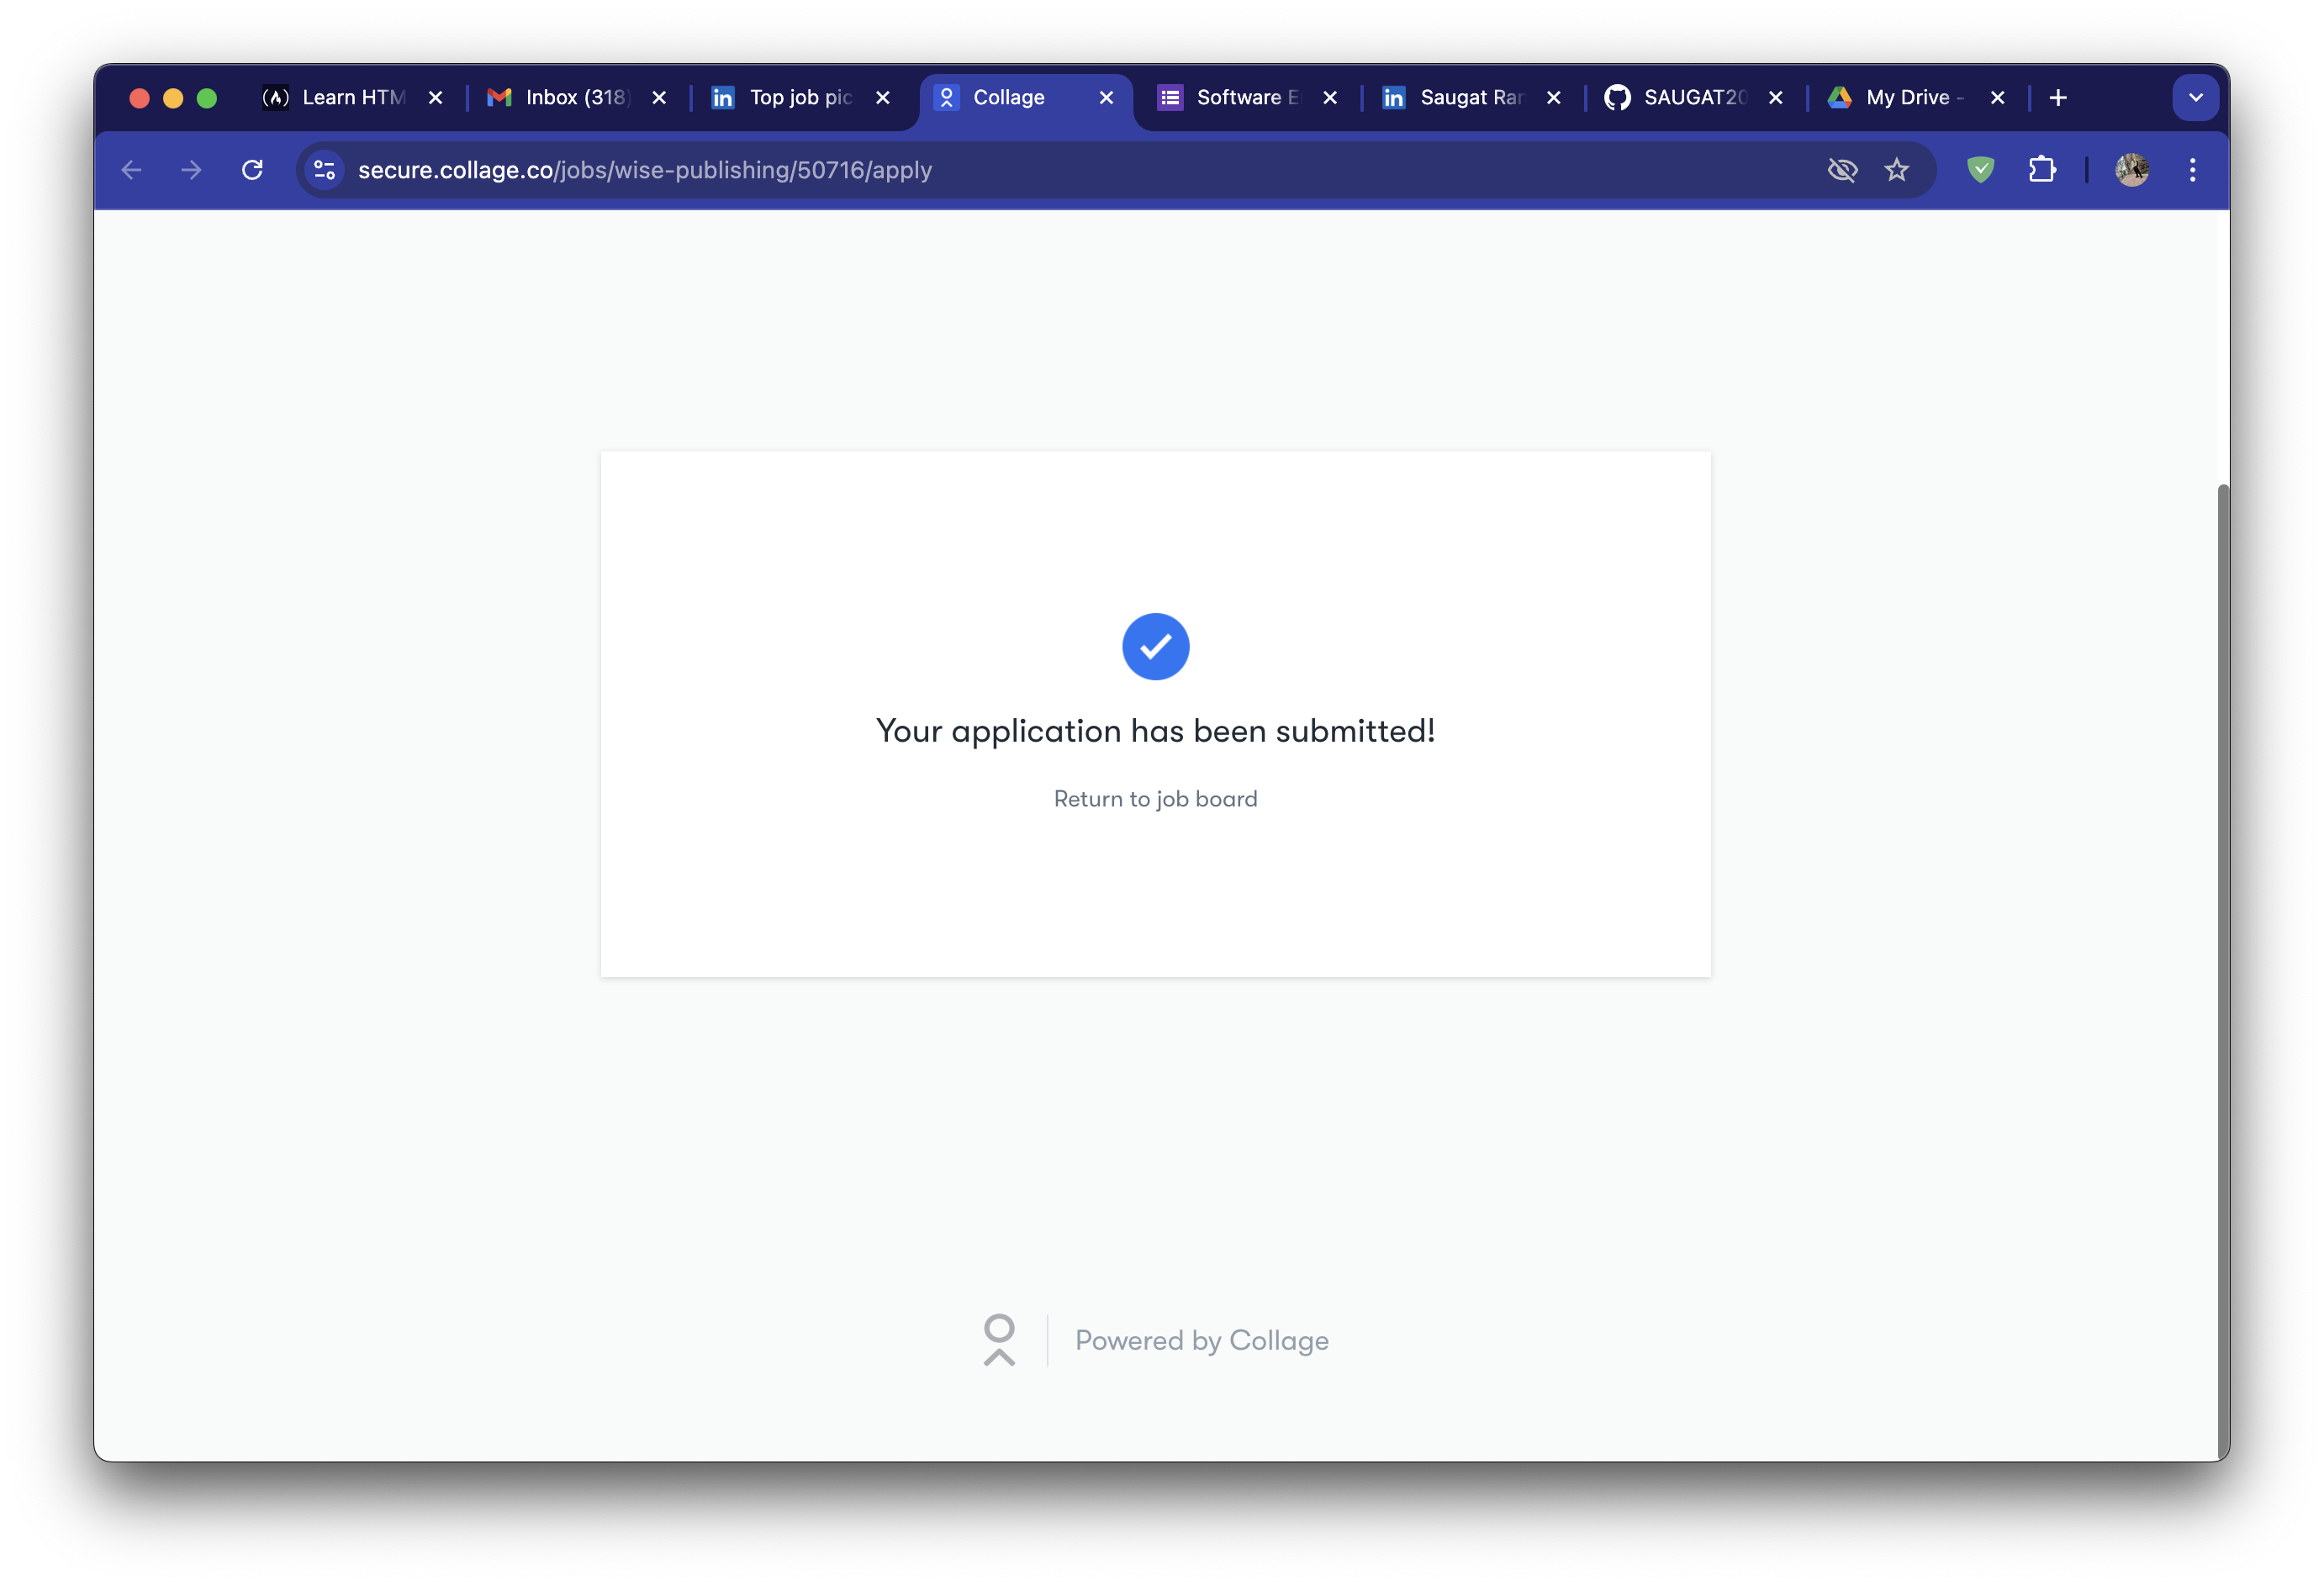 Learn HTM
Inbox (318)
Top job pic
Collage
Software E
Saugat Rar
SAUGAT20
My Drive -
secure.collage.co/jobs/wise-publishing/50716/apply
Your application has been submitted!
Return to job board
Powered by Collage